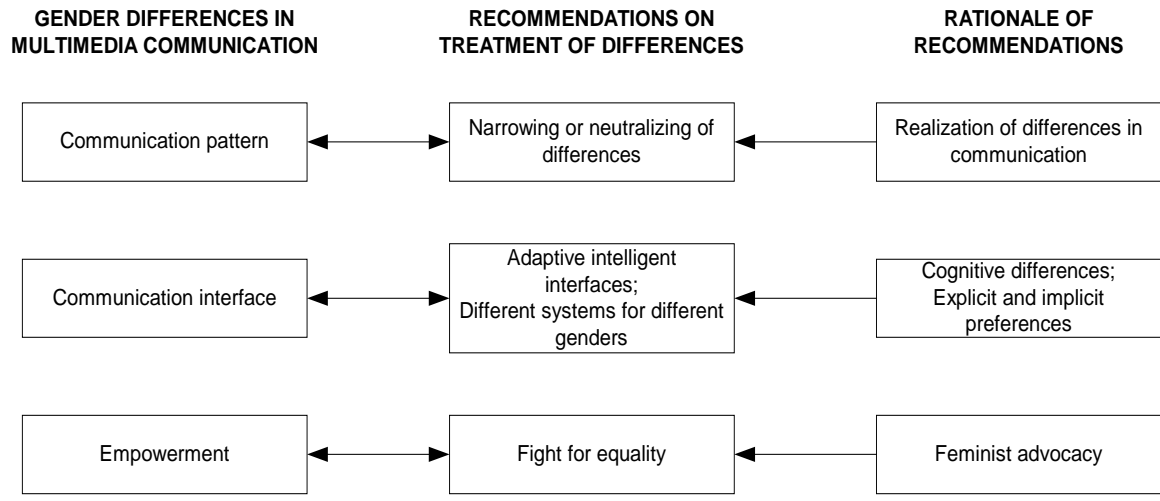 GENDER DIFFERENCES IN
MULTIMEDIA COMMUNICATION
RECOMMENDATIONS ON
TREATMENT OF DIFFERENCES
RATIONALE OF
RECOMMENDATIONS
Communication pattern
Narrowing or neutralizing of
differences
Realization of differences in
communication
Communication interface
Adaptive intelligent
interfaces;
Different systems for different
genders
Cognitive differences;
Explicit and implicit
preferences
Empowerment
Fight for equality
Feminist advocacy